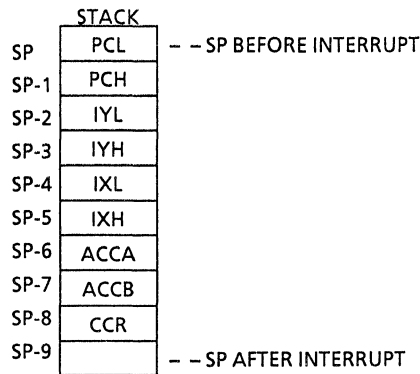 STACK
SP PCL – – SP BEFORE INTERRUPT
SP-1 PCH
SP-2 IYL
SP-3 IYH
SP-4 IXL
SP-5 IXH
SP-6 ACCA
SP-7 ACCB
SP-8 CCR
SP-9 – – SP AFTER INTERRUPT